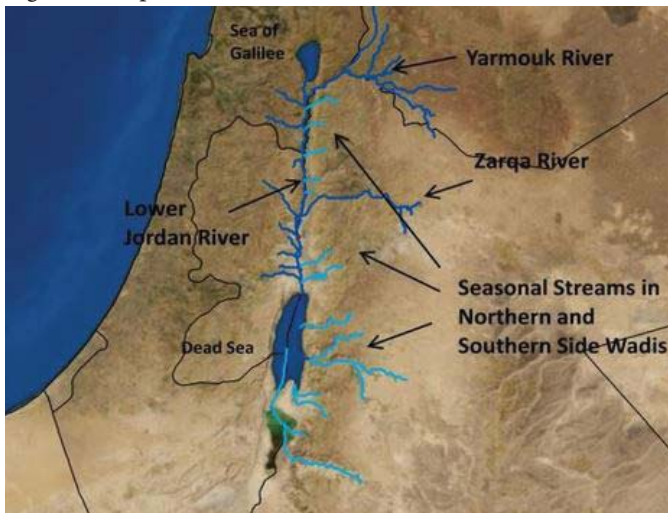 Sea of
Galilee
Yarmouk River
Zarqa River
Lower
Jordan River
Seasonal Streams in
Northern and
Southern Side Wadis
Dead Sea